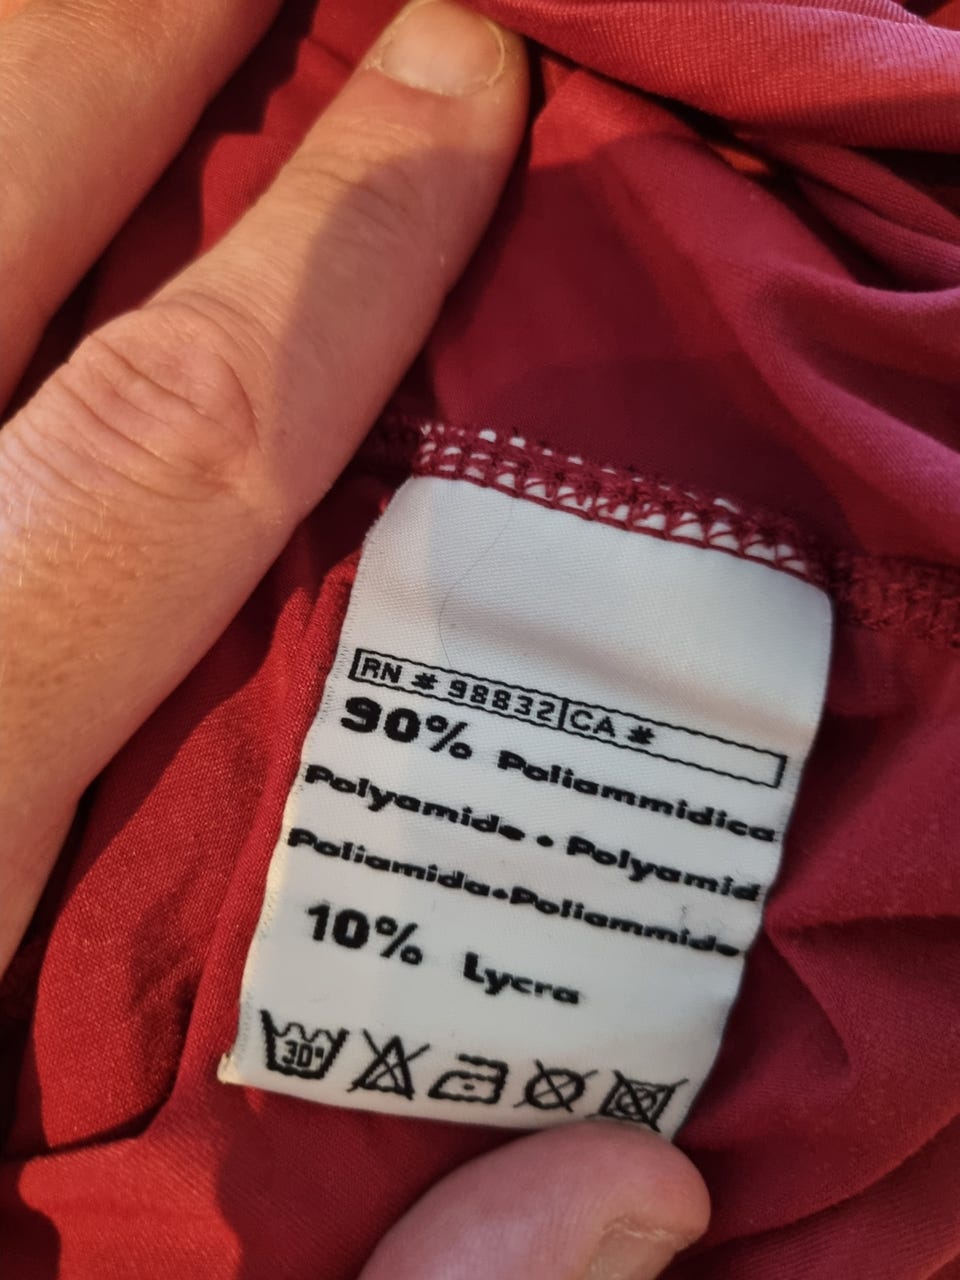 RN # 98832 CA #
90% Poliammidica
Polyamide • Polyamid
Poliamida•Poliammide
10% Lycra
30°